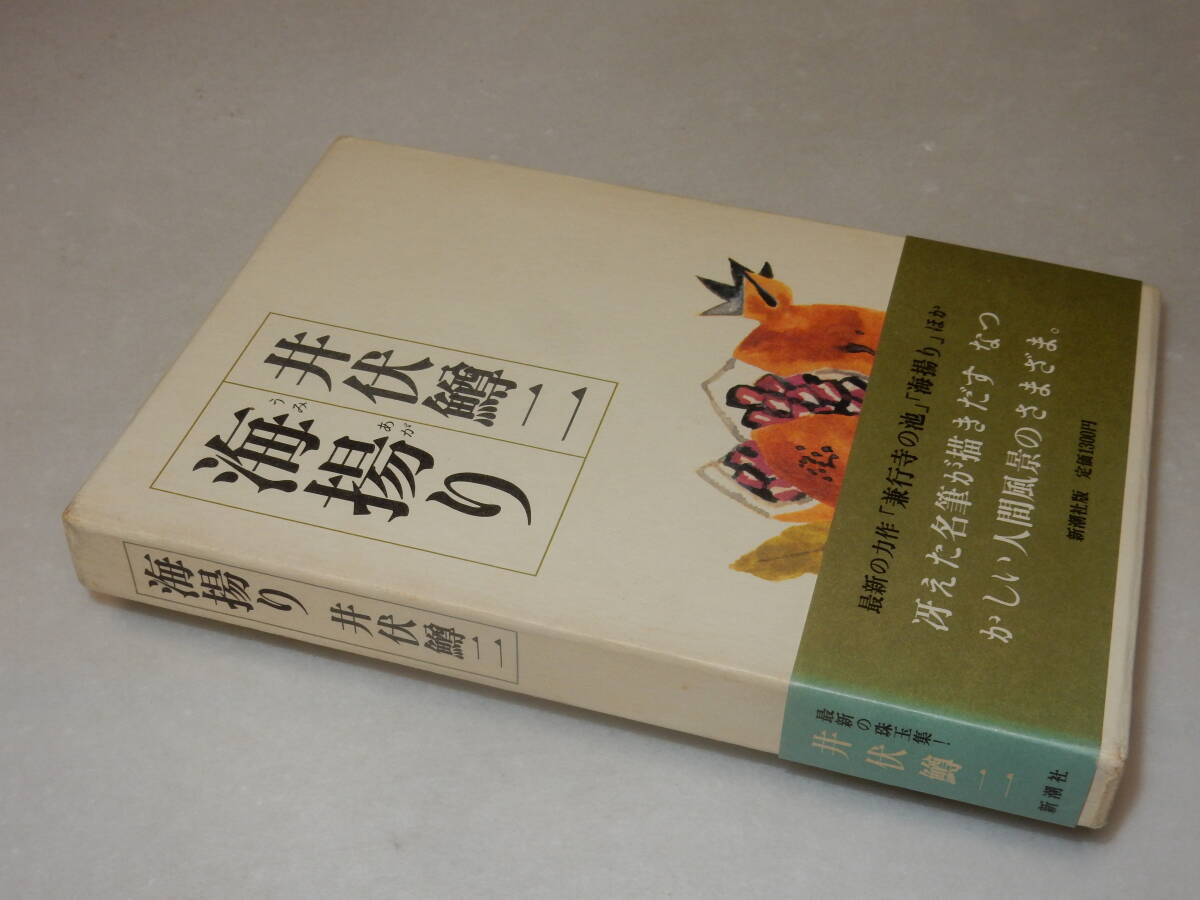 井伏鱒二
うみあが
海揚り
最新の力作「兼行寺の池」「海揚り」ほか
冴えた名筆が描きだす なつ
かしい人間風景のさまざま。
新潮社版 定価1300円
海揚り 井伏鱒二
最新の珠玉集!
井伏鱒二
新潮社